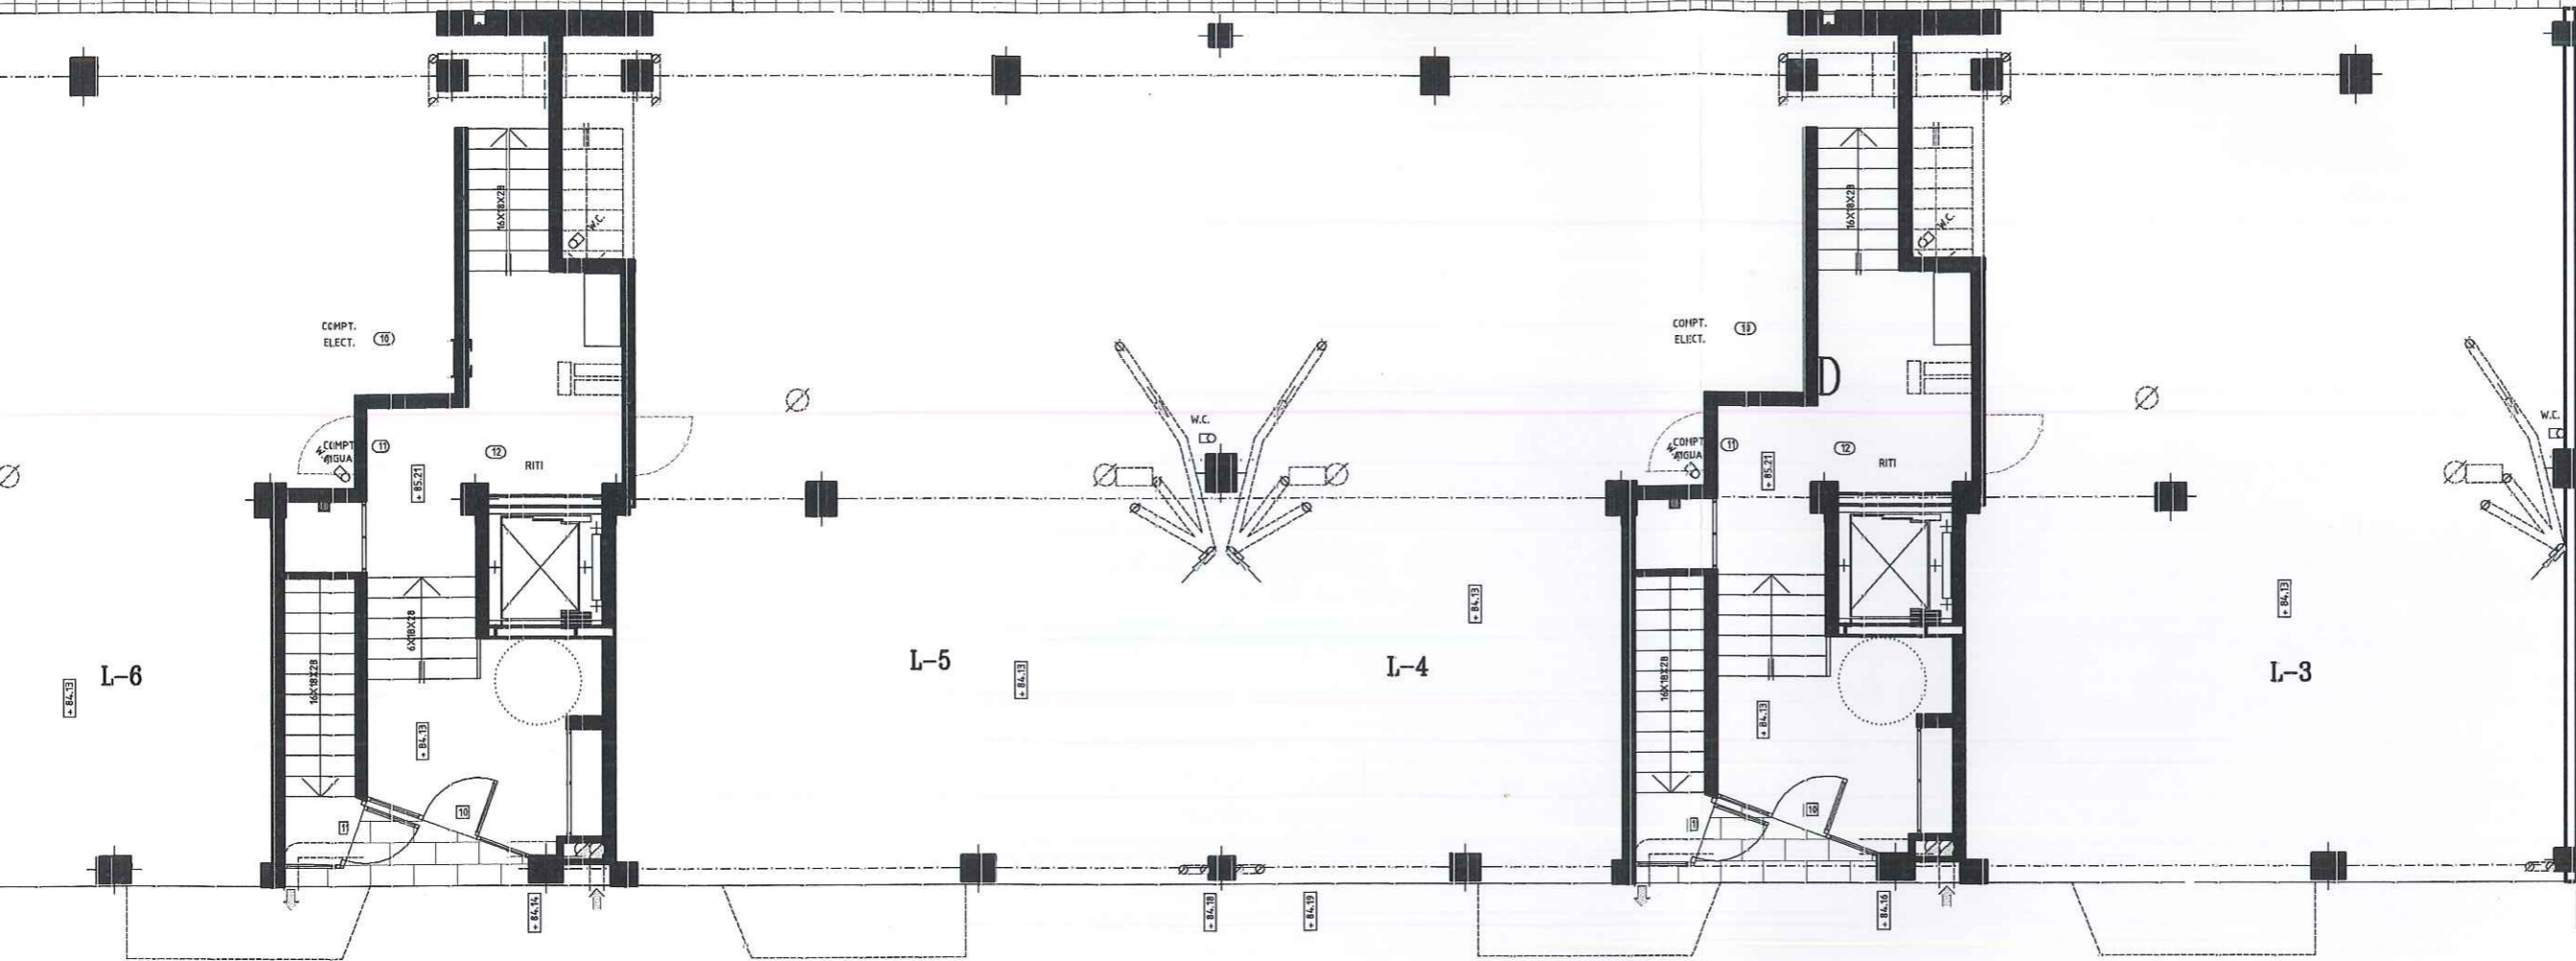 16X18X28
W.C.
COMPT.
ELECT.
10
W.C.
COMPT
AIGUA
11
12
RITI
+ 85.21
6X18X28
16X18X28
L-6
+ 84.13
+ 84.13
10
11
+ 84.14
W.C.
L-5
+ 84.13
L-4
+ 84.13
+ 84.18
+ 84.19
16X18X28
W.C.
COMPT.
ELECT.
10
COMPT
AIGUA
11
12
RITI
+ 85.21
16X18X28
+ 84.13
10
+ 84.16
W.C.
+ 84.13
L-3